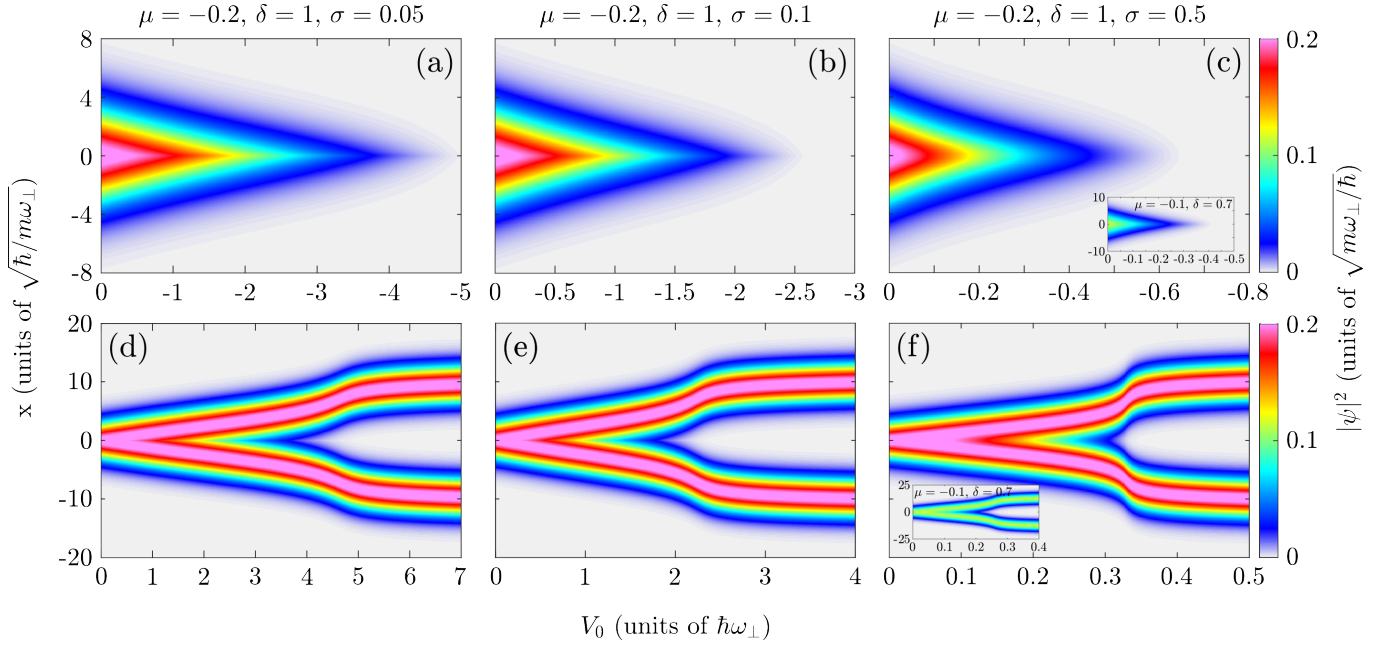 μ = −0.2, δ = 1, σ = 0.05
μ = −0.2, δ = 1, σ = 0.1
μ = −0.2, δ = 1, σ = 0.5
(a)
8
4
0
-4
-8
0 -1 -2 -3 -4 -5
(b)
0 -0.5 -1 -1.5 -2 -2.5 -3
(c)
0 -0.2 -0.4 -0.6 -0.8
μ = −0.1, δ = 0.7
10
0
-10
0 -0.1 -0.2 -0.3 -0.4 -0.5
0.2
0.1
0
(d)
20
10
0
-10
-20
0 1 2 3 4 5 6 7
(e)
0 1 2 3 4
(f)
0 0.1 0.2 0.3 0.4 0.5
μ = −0.1, δ = 0.7
25
0
-25
0 0.1 0.2 0.3 0.4
0.2
0.1
0
x (units of √ħ/mω⊥)
|ψ|² (units of √mω⊥/ħ)
V₀ (units of ħω⊥)